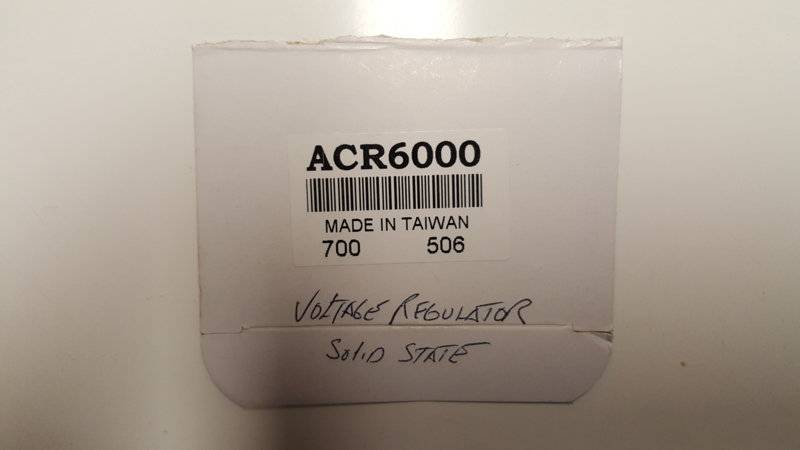 ACR6000
MADE IN TAIWAN
700 506
VOLTAGE REGULATOR
SOLID STATE